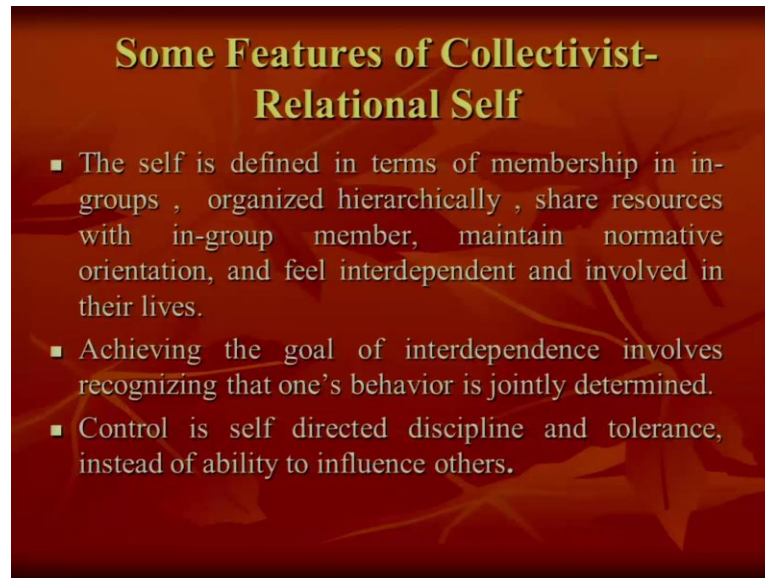 Some Features of Collectivist-
Relational Self
▪ The self is defined in terms of membership in in-
groups , organized hierarchically , share resources
with in-group member, maintain normative
orientation, and feel interdependent and involved in
their lives.
▪ Achieving the goal of interdependence involves
recognizing that one’s behavior is jointly determined.
▪ Control is self directed discipline and tolerance,
instead of ability to influence others.